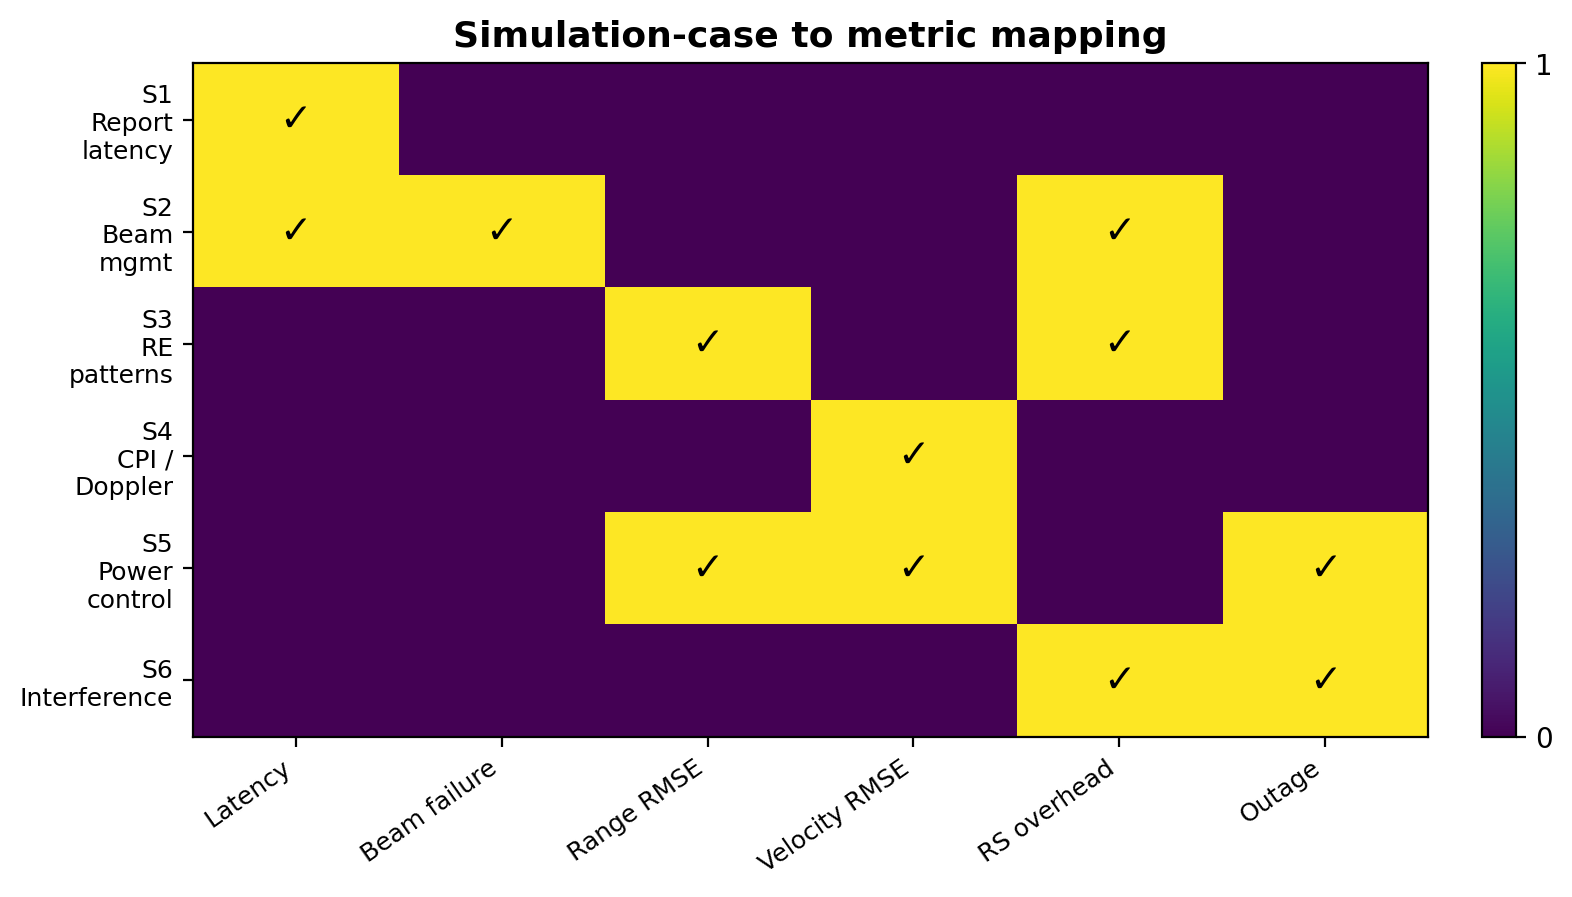 Simulation-case to metric mapping
S1
Report
latency
✓
S2
Beam
mgmt
✓ ✓ ✓
S3
RE
patterns
✓ ✓
S4
CPI /
Doppler
✓
S5
Power
control
✓ ✓ ✓
S6
Interference
✓ ✓
Latency
Beam failure
Range RMSE
Velocity RMSE
RS overhead
Outage
1
0